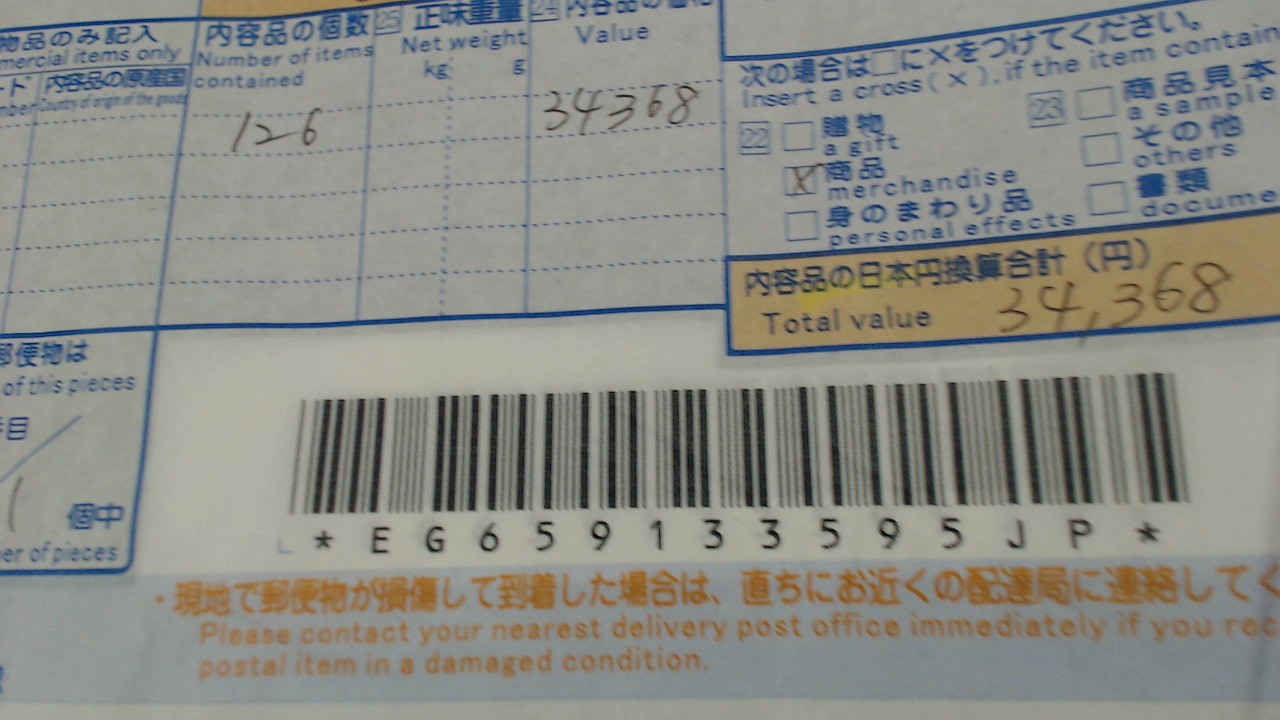 物品のみ記入
mercial items only
内容品の原産国
Country of origin of the goods
内容品の個数
Number of items
contained
126
25 正味重量
Net weight
kg g
24 内容品の価格
Value
34368
次の場合は□に×をつけてください。
Insert a cross(×), if the item contain
22 贈物
a gift
X 商品
merchandise
身のまわり品
personal effects
23 商品見本
a sample
その他
others
書類
docume
内容品の日本円換算合計（円）
Total value 34,368
郵便物は
of this pieces
個中
er of pieces
* E G 6 5 9 1 3 3 5 9 5 J P *
・現地で郵便物が損傷して到着した場合は、直ちにお近くの配達局に連絡してく
Please contact your nearest delivery post office immediately if you rec
postal item in a damaged condition.